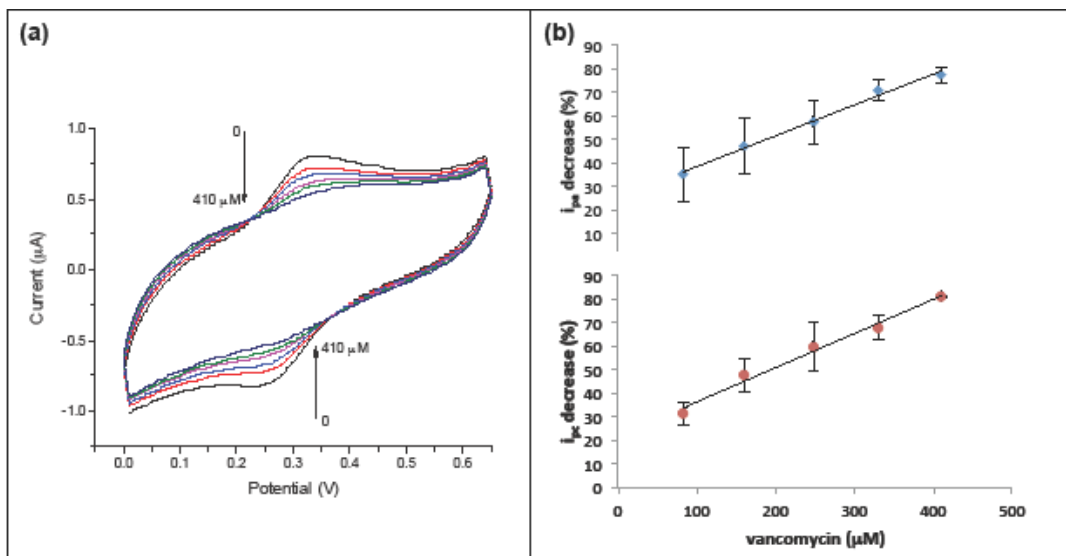 (a)
1.0
0.5
0.0
-0.5
-1.0
Current (μA)
0
410 μM
410 μM
0
0.0 0.1 0.2 0.3 0.4 0.5 0.6
Potential (V)
(b)
90
80
70
60
50
40
30
20
10
i_pa decrease (%)
90
80
70
60
50
40
30
20
10
0
i_pc decrease (%)
0 100 200 300 400 500
vancomycin (μM)